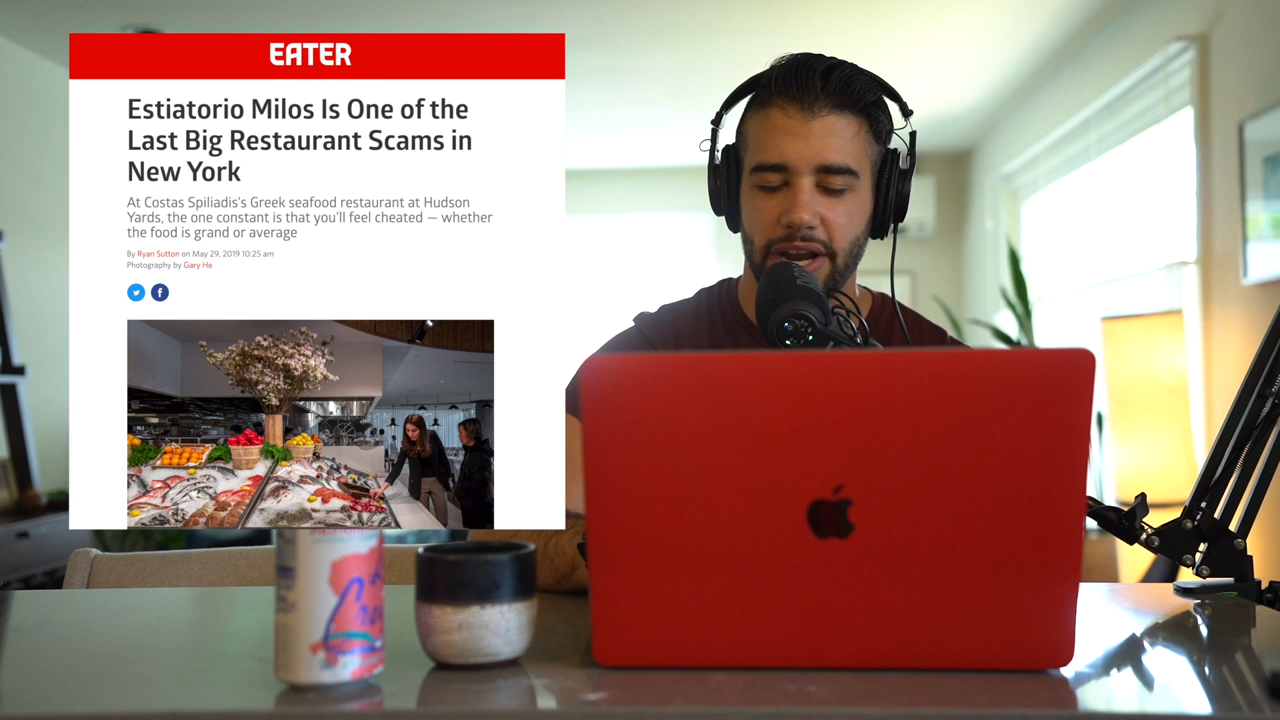 EATER
Estiatorio Milos Is One of the
Last Big Restaurant Scams in
New York
At Costas Spiliadis's Greek seafood restaurant at Hudson
Yards, the one constant is that you'll feel cheated — whether
the food is grand or average
By Ryan Sutton on May 29, 2019 10:25 am
Photography by Gary He